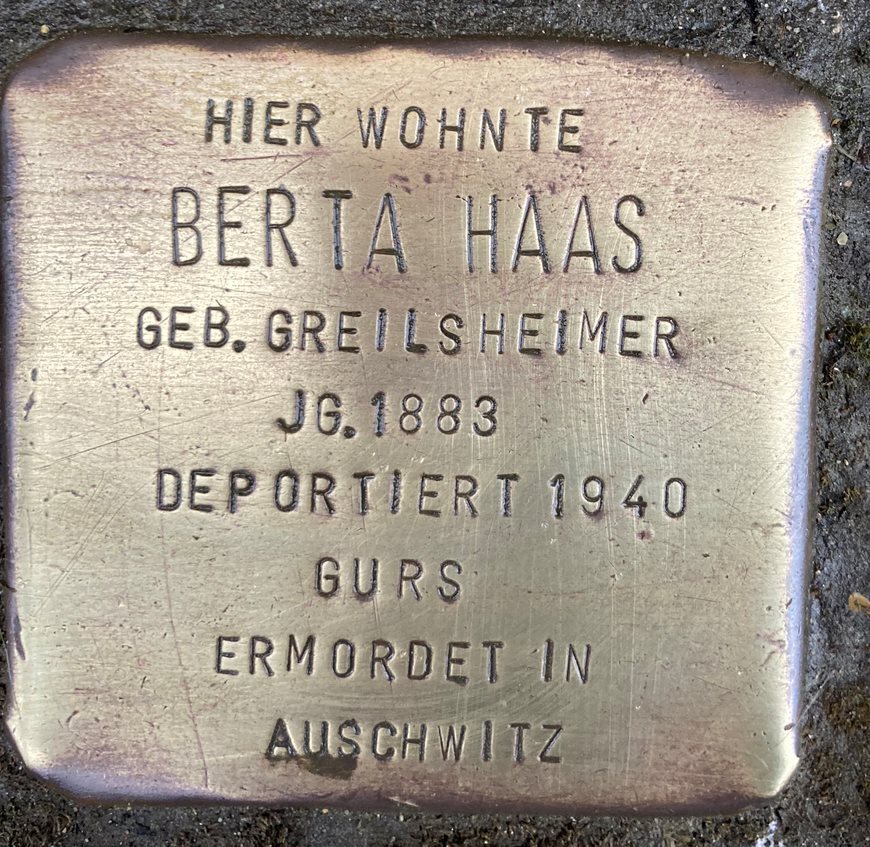 HIER WOHNTE
BERTA HAAS
GEB. GREILSHEIMER
JG. 1883
DEPORTIERT 1940
GURS
ERMORDET IN
AUSCHWITZ